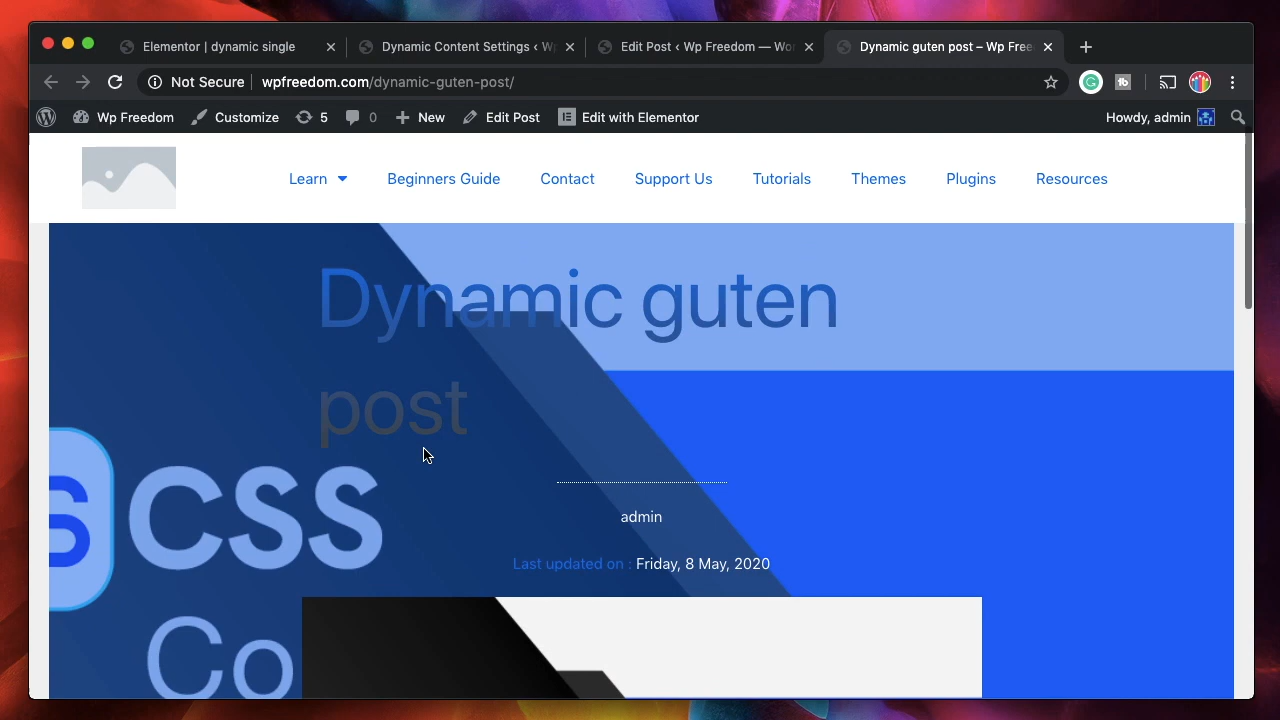 Elementor | dynamic single
Dynamic Content Settings ‹ W
Edit Post ‹ Wp Freedom — Wor
Dynamic guten post – Wp Free
Not Secure
wpfreedom.com/dynamic-guten-post/
Wp Freedom
Customize
5
0
New
Edit Post
Edit with Elementor
Howdy, admin
Learn
Beginners Guide
Contact
Support Us
Tutorials
Themes
Plugins
Resources
Dynamic guten
post
S CSS
Co
admin
Last updated on : Friday, 8 May, 2020